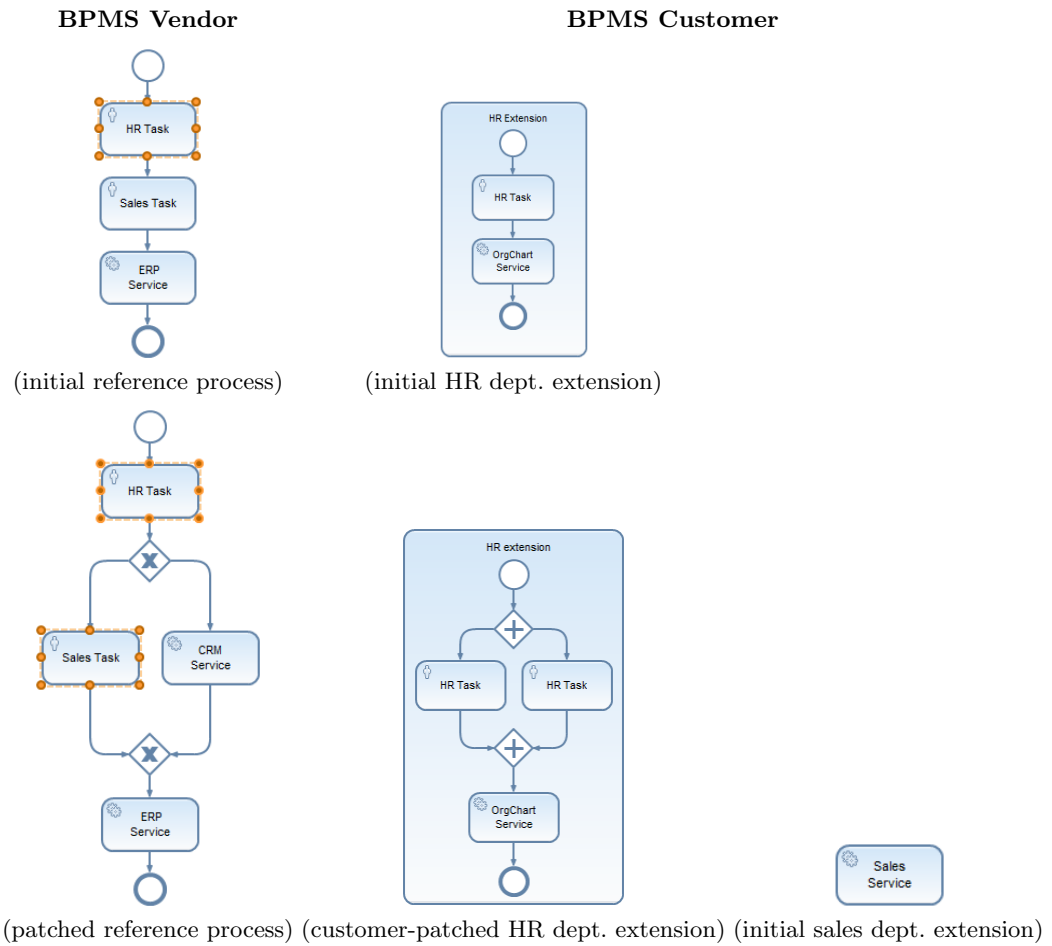 BPMS Vendor
BPMS Customer
HR Task
Sales Task
ERP
Service
HR Extension
HR Task
OrgChart
Service
(initial reference process)
(initial HR dept. extension)
HR Task
Sales Task
CRM
Service
ERP
Service
HR extension
HR Task
HR Task
OrgChart
Service
Sales
Service
(patched reference process)
(customer-patched HR dept. extension)
(initial sales dept. extension)